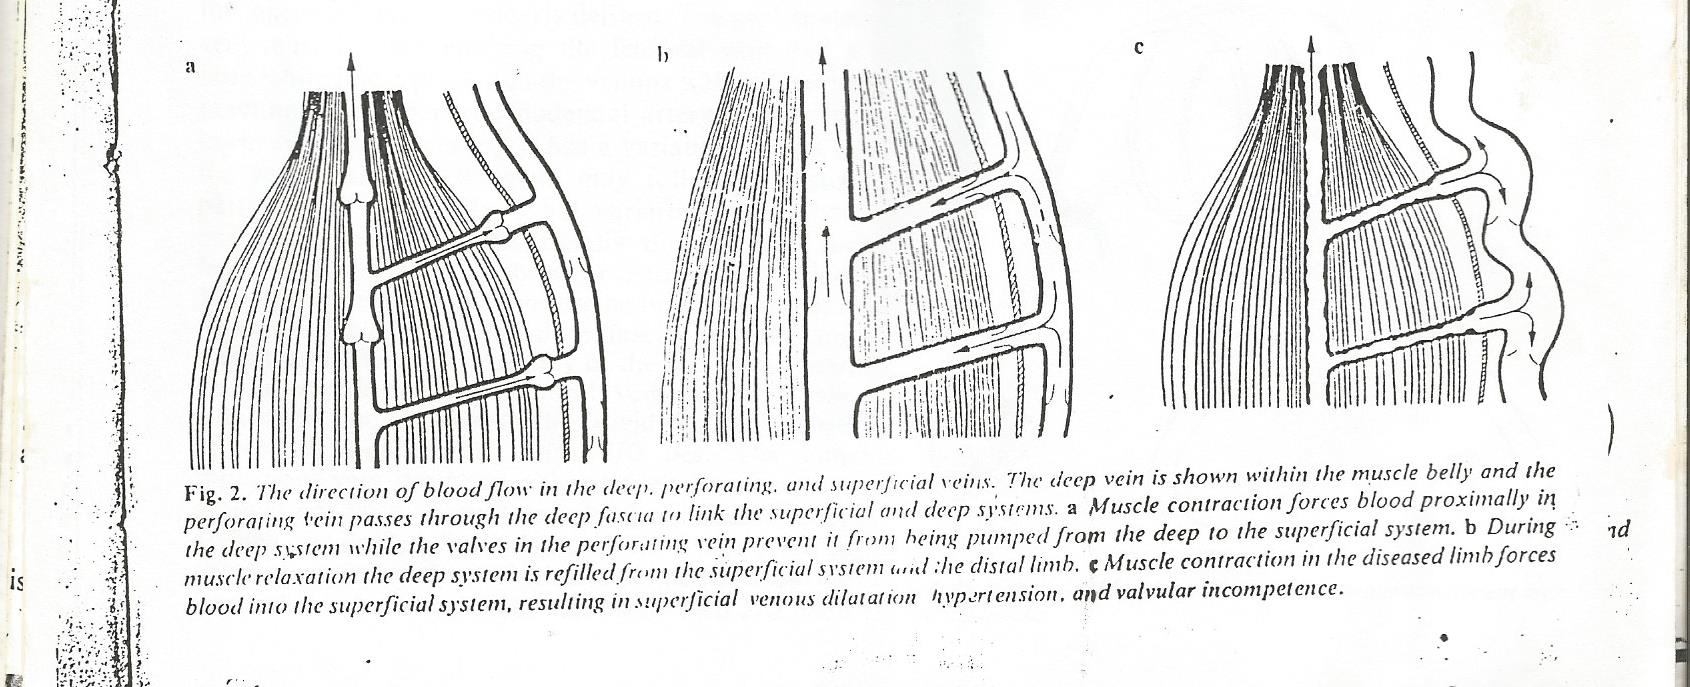 a
b
c
Fig. 2. The direction of blood flow in the deep, perforating, and superficial veins. The deep vein is shown within the muscle belly and the
perforating vein passes through the deep fascia to link the superficial and deep systems. a Muscle contraction forces blood proximally in
the deep system while the valves in the perforating vein prevent it from being pumped from the deep to the superficial system. b During
muscle relaxation the deep system is refilled from the superficial system and the distal limb. c Muscle contraction in the diseased limb forces
blood into the superficial system, resulting in superficial venous dilatation hypertension, and valvular incompetence.
is